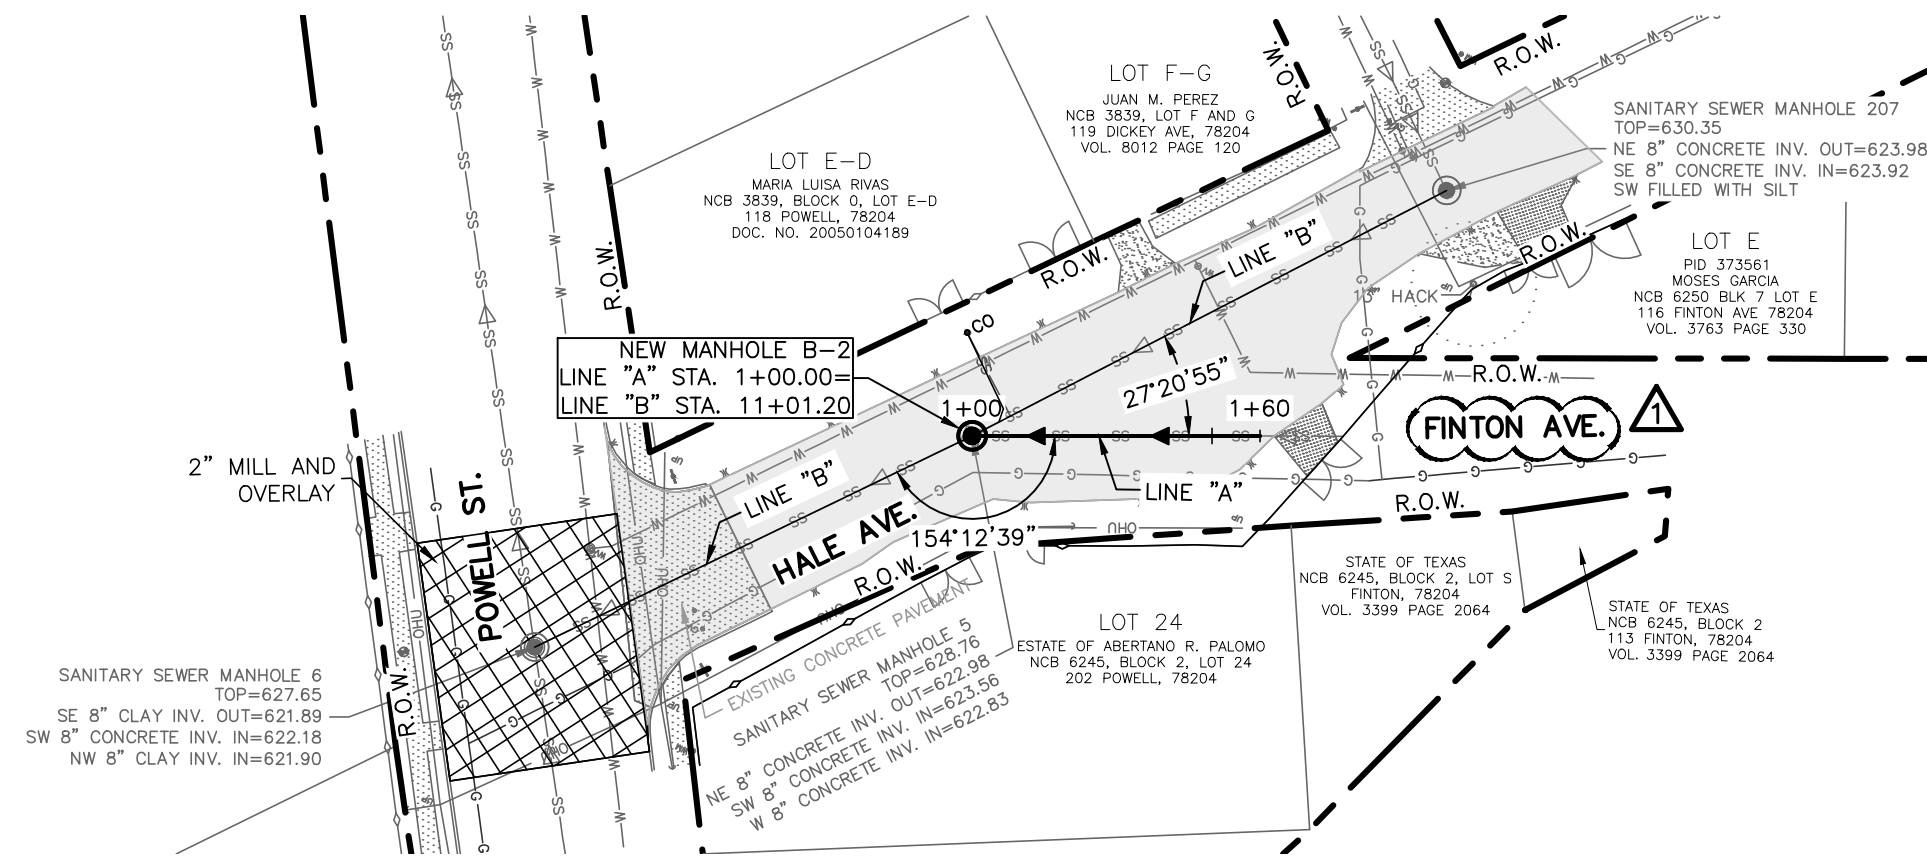 LOT F-G
JUAN M. PEREZ
NCB 3839, LOT F AND G
119 DICKEY AVE, 78204
VOL. 8012 PAGE 120
R.O.W.
R.O.W.
SANITARY SEWER MANHOLE 207
TOP=630.35
NE 8" CONCRETE INV. OUT=623.98
SE 8" CONCRETE INV. IN=623.92
SW FILLED WITH SILT
LOT E-D
MARIA LUISA RIVAS
NCB 3839, BLOCK 0, LOT E-D
118 POWELL, 78204
DOC. NO. 20050104189
R.O.W.
R.O.W.
LINE "B"
R.O.W.
LOT E
PID 373561
MOSES GARCIA
NCB 6250 BLK 7 LOT E
116 FINTON AVE 78204
VOL. 3763 PAGE 330
HACK
CO
NEW MANHOLE B-2
LINE "A" STA. 1+00.00=
LINE "B" STA. 11+01.20
1+00
27°20'55"
1+60
R.O.W.
FINTON AVE.
1
2" MILL AND
OVERLAY
POWELL ST.
LINE "B"
HALE AVE.
LINE "A"
154°12'39"
R.O.W.
R.O.W.
OHU
OHU
OHU
OHU
OHU
OHU
STATE OF TEXAS
NCB 6245, BLOCK 2, LOT S
FINTON, 78204
VOL. 3399 PAGE 2064
STATE OF TEXAS
NCB 6245, BLOCK 2
113 FINTON, 78204
VOL. 3399 PAGE 2064
LOT 24
ESTATE OF ABERTANO R. PALOMO
NCB 6245, BLOCK 2, LOT 24
202 POWELL, 78204
EXISTING CONCRETE PAVEMENT
SANITARY SEWER MANHOLE 5
TOP=628.76
NE 8" CONCRETE INV. OUT=622.98
SW 8" CONCRETE INV. IN=623.56
W 8" CONCRETE INV. IN=622.83
R.O.W.
SANITARY SEWER MANHOLE 6
TOP=627.65
SE 8" CLAY INV. OUT=621.89
SW 8" CONCRETE INV. IN=622.18
NW 8" CLAY INV. IN=621.90